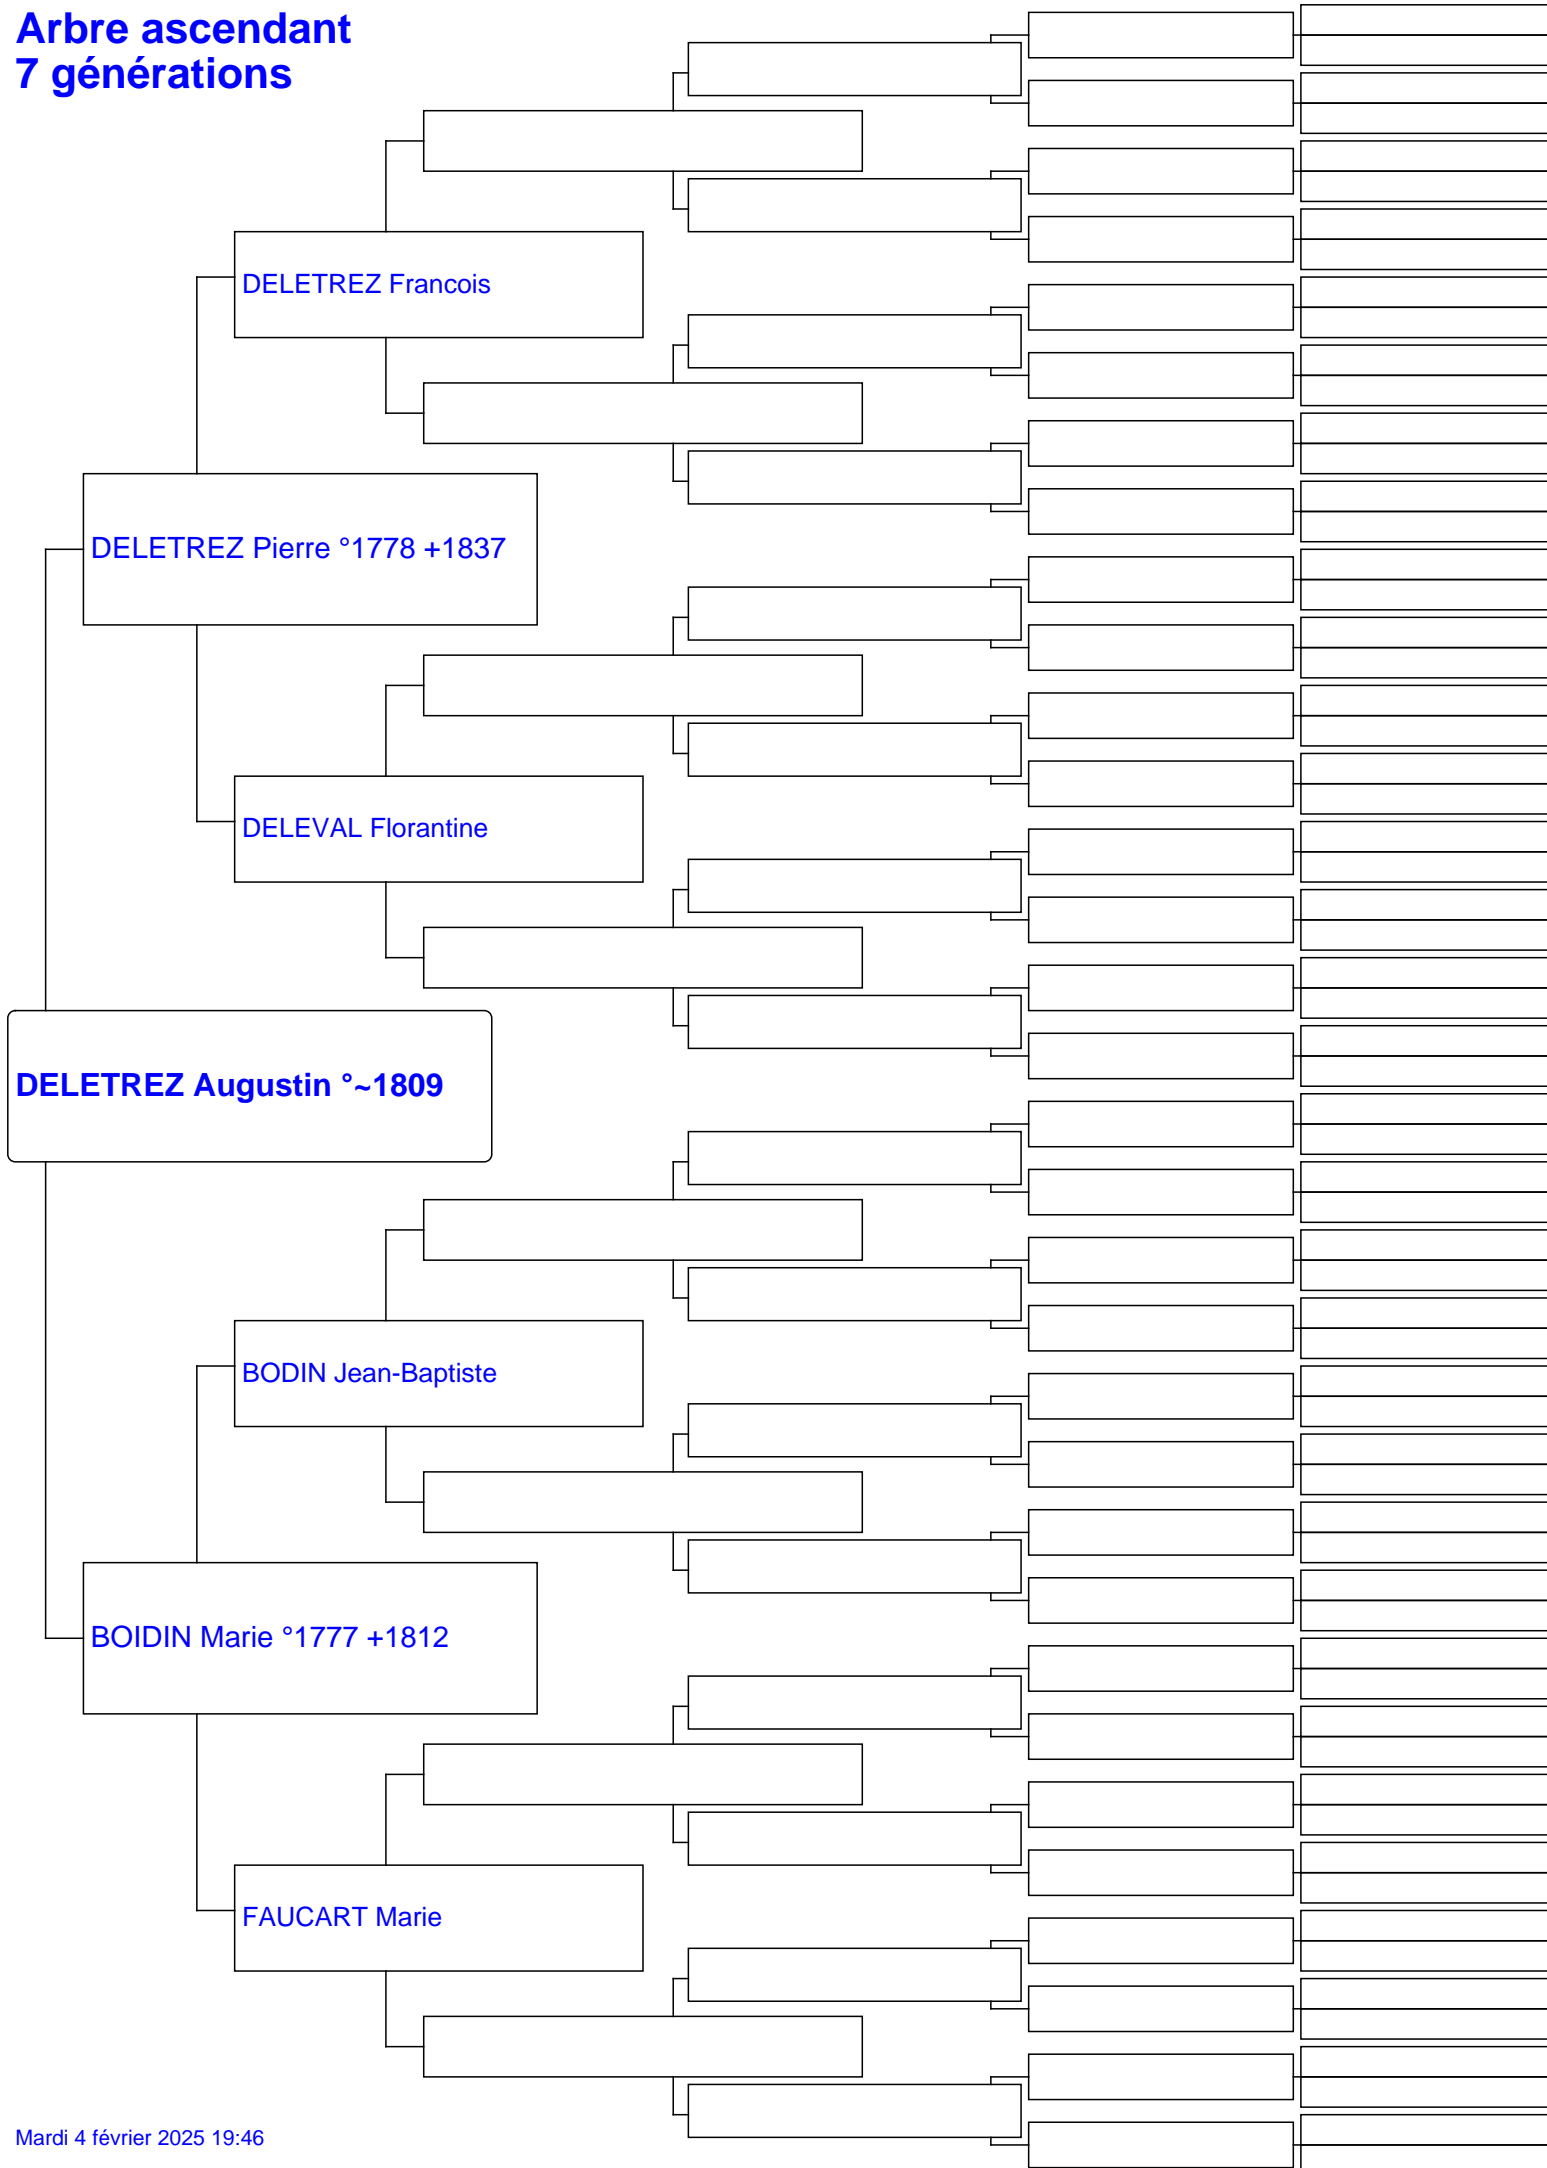 Arbre ascendant
7 générations
DELETREZ Francois
DELETREZ Pierre °1778 +1837
DELEVAL Florantine
DELETREZ Augustin °~1809
BODIN Jean-Baptiste
BOIDIN Marie °1777 +1812
FAUCART Marie
Mardi 4 février 2025 19:46